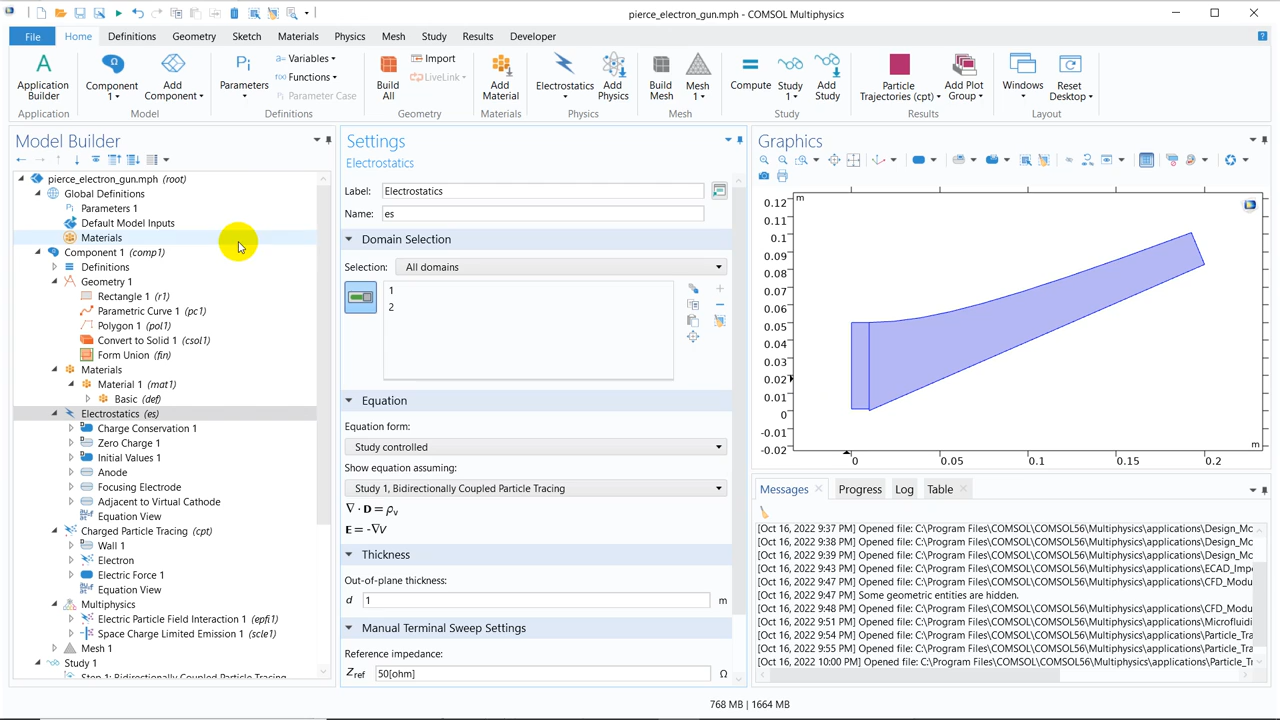 pierce_electron_gun.mph - COMSOL Multiphysics
File Home Definitions Geometry Sketch Materials Physics Mesh Study Results Developer
Application Builder
Application
Component 1
Add Component
Model
Parameters
Variables
Functions
Parameter Case
Definitions
Build All
Import
LiveLink
Geometry
Add Material
Materials
Electrostatics
Add Physics
Physics
Build Mesh
Mesh 1
Mesh
Compute
Study 1
Add Study
Study
Particle Trajectories (cpt)
Add Plot Group
Results
Windows
Reset Desktop
Layout
Model Builder
pierce_electron_gun.mph (root)
Global Definitions
Parameters 1
Default Model Inputs
Materials
Component 1 (comp1)
Definitions
Geometry 1
Rectangle 1 (r1)
Parametric Curve 1 (pc1)
Polygon 1 (pol1)
Convert to Solid 1 (csol1)
Form Union (fin)
Materials
Material 1 (mat1)
Basic (def)
Electrostatics (es)
Charge Conservation 1
Zero Charge 1
Initial Values 1
Anode
Focusing Electrode
Adjacent to Virtual Cathode
Equation View
Charged Particle Tracing (cpt)
Wall 1
Electron
Electric Force 1
Equation View
Multiphysics
Electric Particle Field Interaction 1 (epfi1)
Space Charge Limited Emission 1 (scle1)
Mesh 1
Study 1
Step 1: Bidirectionally Coupled Particle Tracing
Settings
Electrostatics
Label: Electrostatics
Name: es
Domain Selection
Selection: All domains
1
2
Equation
Equation form:
Study controlled
Show equation assuming:
Study 1, Bidirectionally Coupled Particle Tracing
∇ · D = ρv
E = -∇V
Thickness
Out-of-plane thickness:
d 1 m
Manual Terminal Sweep Settings
Reference impedance:
Zref 50[ohm] Ω
Graphics
m
0.12
0.1
0.09
0.08
0.07
0.06
0.05
0.04
0.03
0.02
0.01
0
-0.01
-0.02
0 0.05 0.1 0.15 0.2
m
Messages Progress Log Table
[Oct 16, 2022 9:37 PM] Opened file: C:\Program Files\COMSOL\COMSOL56\Multiphysics\applications\Design_Mo
[Oct 16, 2022 9:38 PM] Opened file: C:\Program Files\COMSOL\COMSOL56\Multiphysics\applications\Design_Mo
[Oct 16, 2022 9:39 PM] Opened file: C:\Program Files\COMSOL\COMSOL56\Multiphysics\applications\Design_Mo
[Oct 16, 2022 9:43 PM] Opened file: C:\Program Files\COMSOL\COMSOL56\Multiphysics\applications\ECAD_Imp
[Oct 16, 2022 9:47 PM] Opened file: C:\Program Files\COMSOL\COMSOL56\Multiphysics\applications\CFD_Modu
[Oct 16, 2022 9:47 PM] Some geometric entities are hidden.
[Oct 16, 2022 9:48 PM] Opened file: C:\Program Files\COMSOL\COMSOL56\Multiphysics\applications\CFD_Modu
[Oct 16, 2022 9:51 PM] Opened file: C:\Program Files\COMSOL\COMSOL56\Multiphysics\applications\Microfluidi
[Oct 16, 2022 9:54 PM] Opened file: C:\Program Files\COMSOL\COMSOL56\Multiphysics\applications\Particle_Tra
[Oct 16, 2022 9:55 PM] Opened file: C:\Program Files\COMSOL\COMSOL56\Multiphysics\applications\Particle_Tra
[Oct 16, 2022 10:00 PM] Opened file: C:\Program Files\COMSOL\COMSOL56\Multiphysics\applications\Particle_Tr
768 MB | 1664 MB